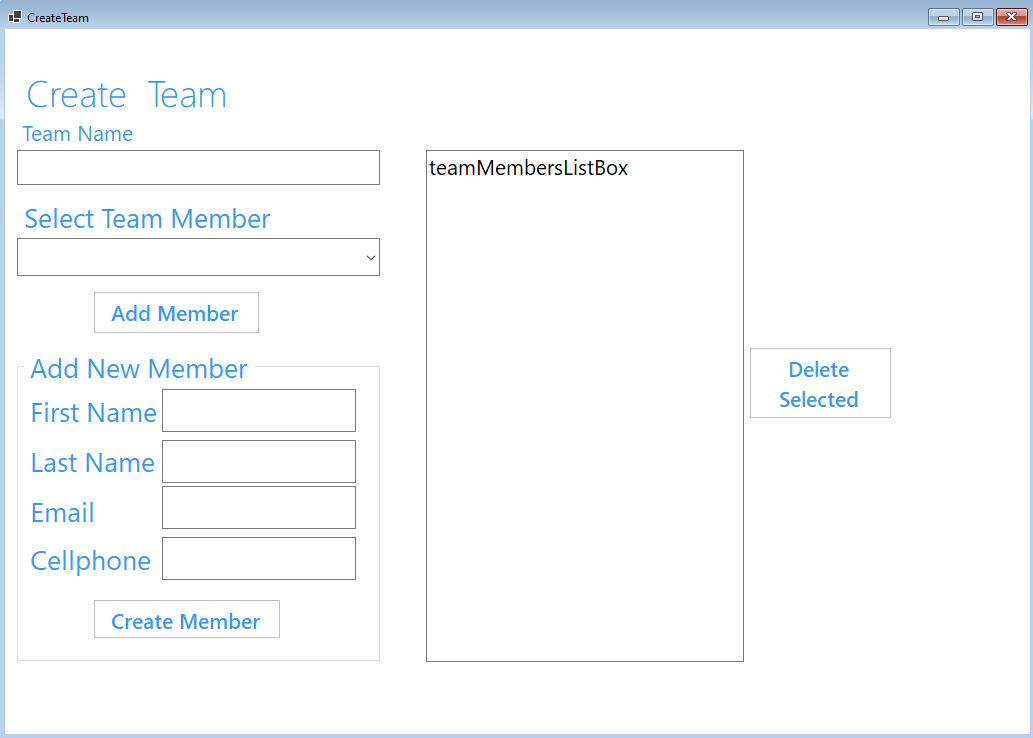 CreateTeam
Create Team
Team Name
teamMembersListBox
Select Team Member
Add Member
Add New Member
First Name
Last Name
Email
Cellphone
Create Member
Delete
Selected